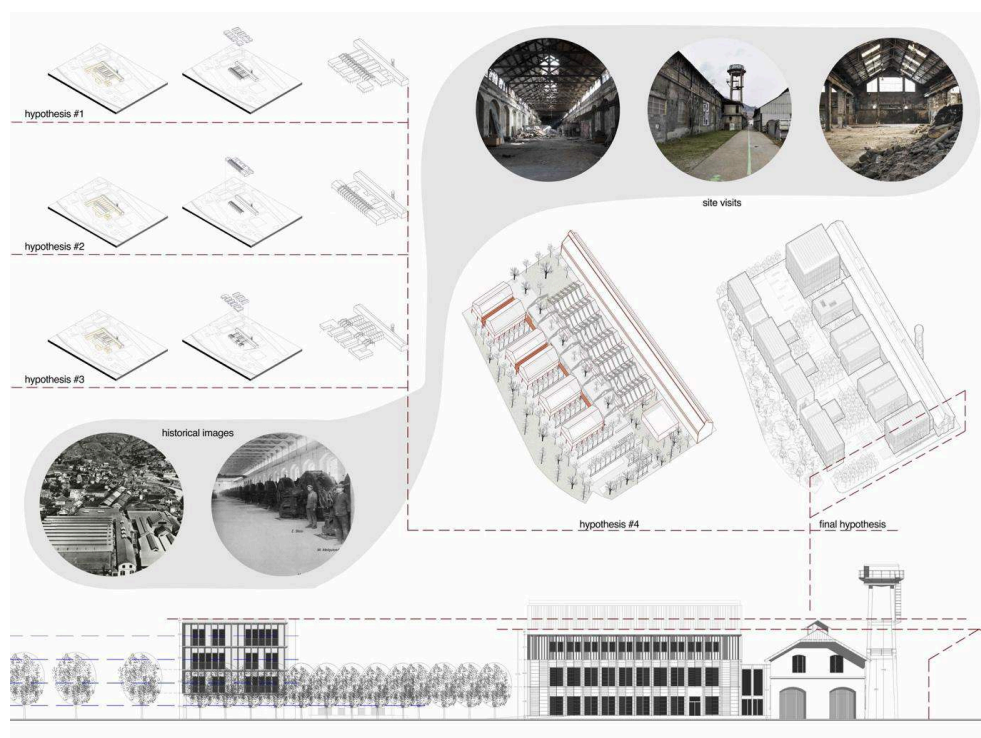 hypothesis #1
site visits
hypothesis #2
hypothesis #3
historical images
hypothesis #4
final hypothesis